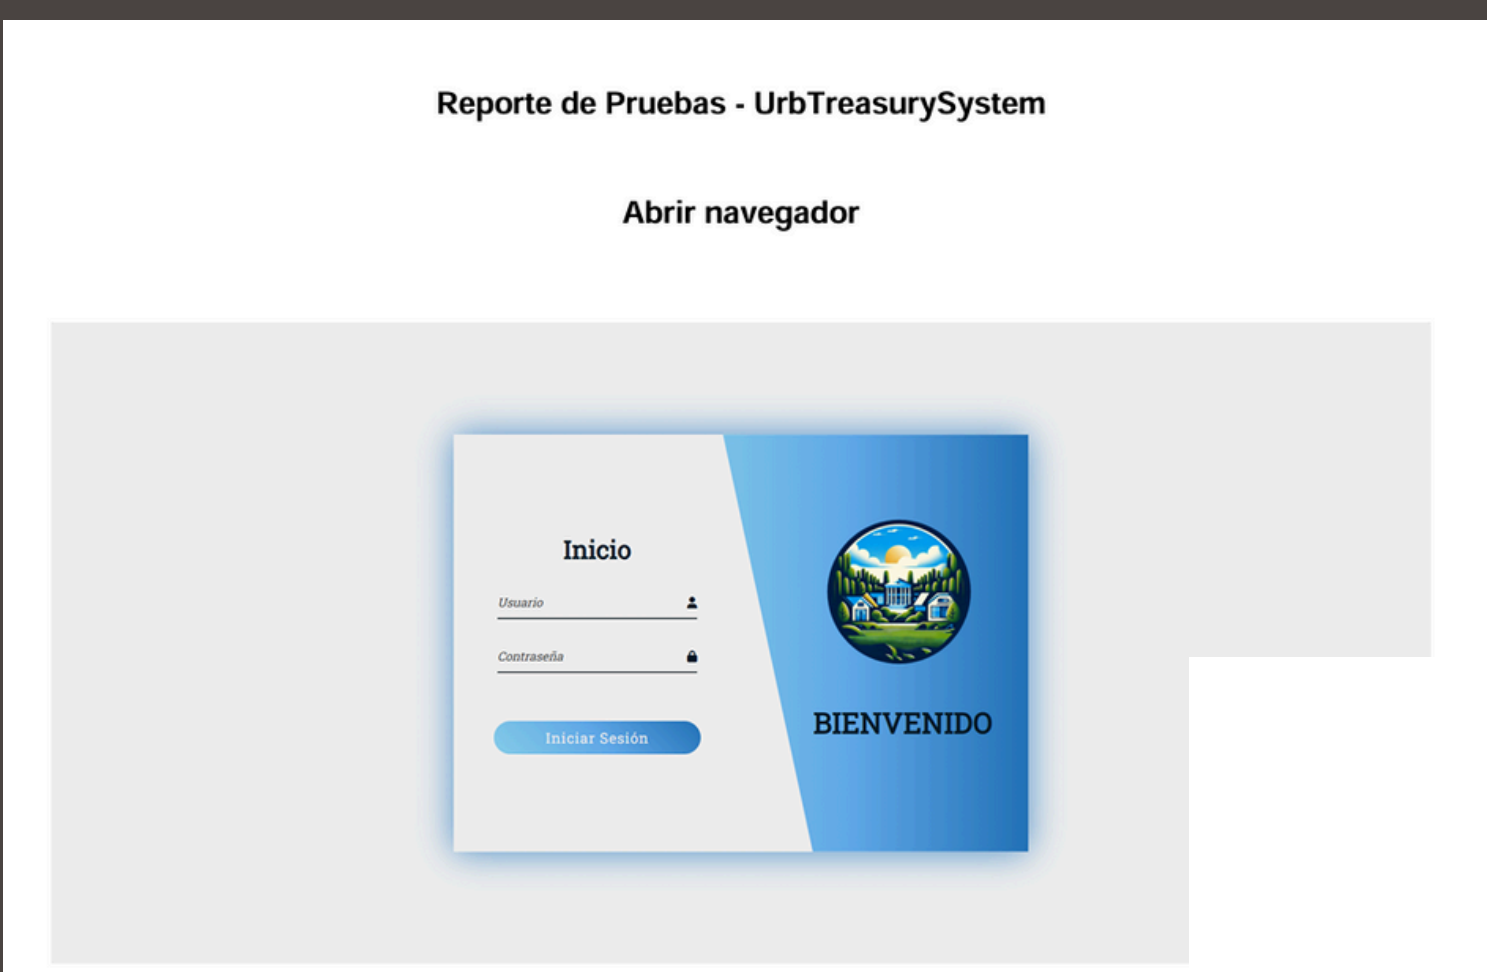 Reporte de Pruebas - UrbTreasurySystem
Abrir navegador
Inicio
Usuario
Contraseña
Iniciar Sesión
BIENVENIDO